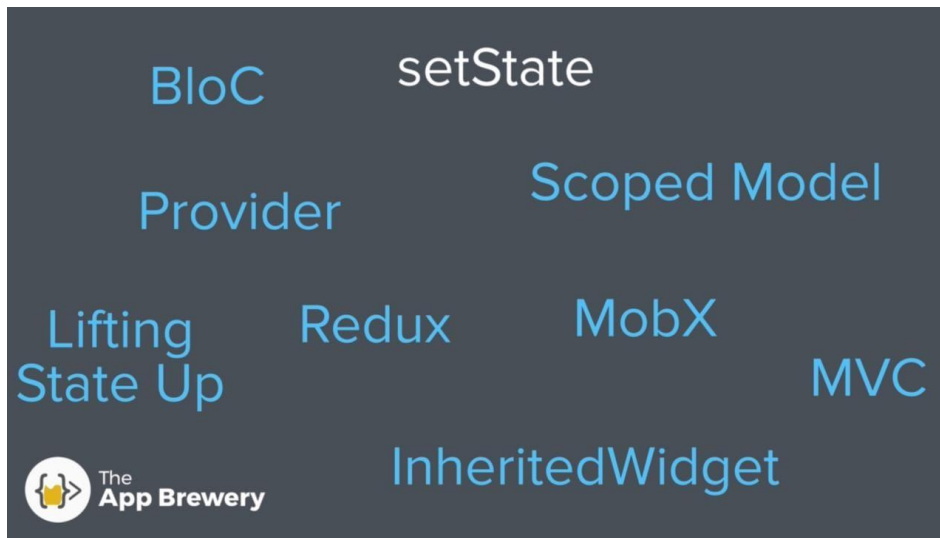 BloC
setState
Provider
Scoped Model
Lifting
State Up
Redux
MobX
MVC
InheritedWidget
{ }>
The
App Brewery